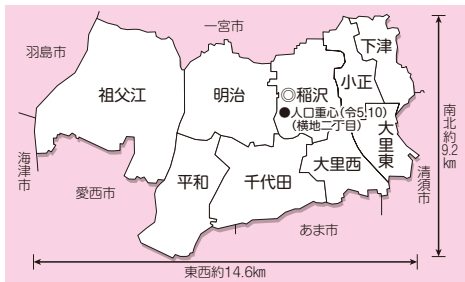 一宮市
羽島市
下津
祖父江
明治
◎稲沢
小正
●人口重心(令5.10)
(横地二丁目)
大里東
南北約9.2km
海津市
大里西
清須市
愛西市
平和
千代田
あま市
東西約14.6km